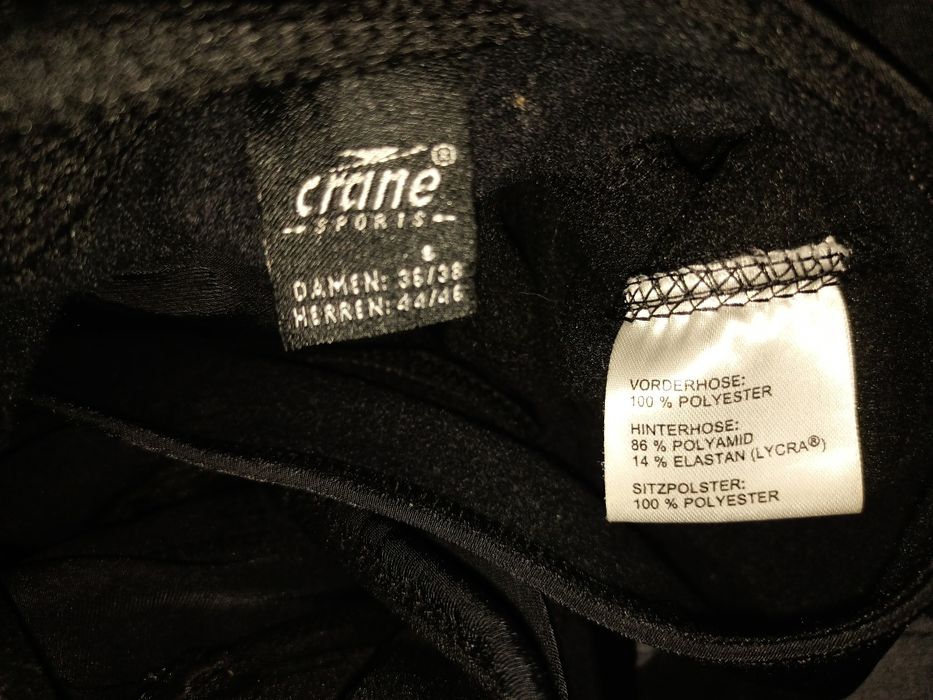 crane®
SPORTS
S
DAMEN: 36/38
HERREN: 44/46
VORDERHOSE:
100 % POLYESTER
HINTERHOSE:
86 % POLYAMID
14 % ELASTAN (LYCRA®)
SITZPOLSTER:
100 % POLYESTER